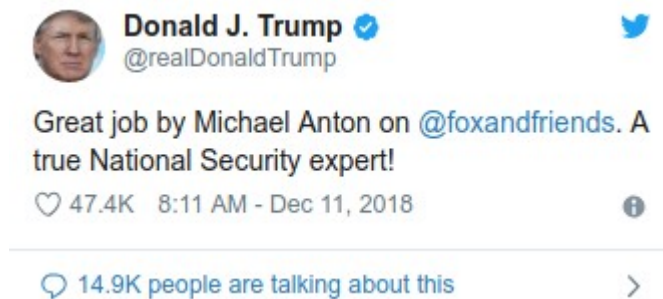 Donald J. Trump
@realDonaldTrump
Great job by Michael Anton on @foxandfriends. A
true National Security expert!
47.4K 8:11 AM - Dec 11, 2018
14.9K people are talking about this